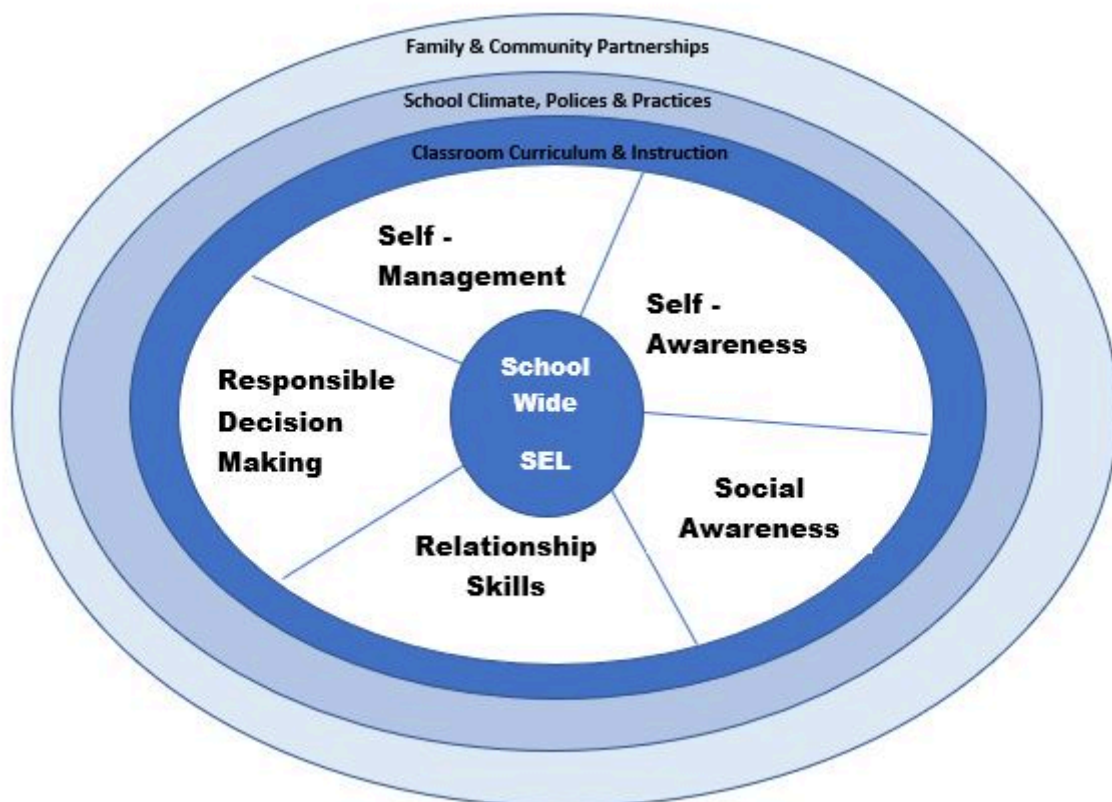 Family & Community Partnerships
School Climate, Polices & Practices
Classroom Curriculum & Instruction
Self -
Management
Self -
Awareness
Responsible
Decision
Making
School
Wide
SEL
Social
Awareness
Relationship
Skills